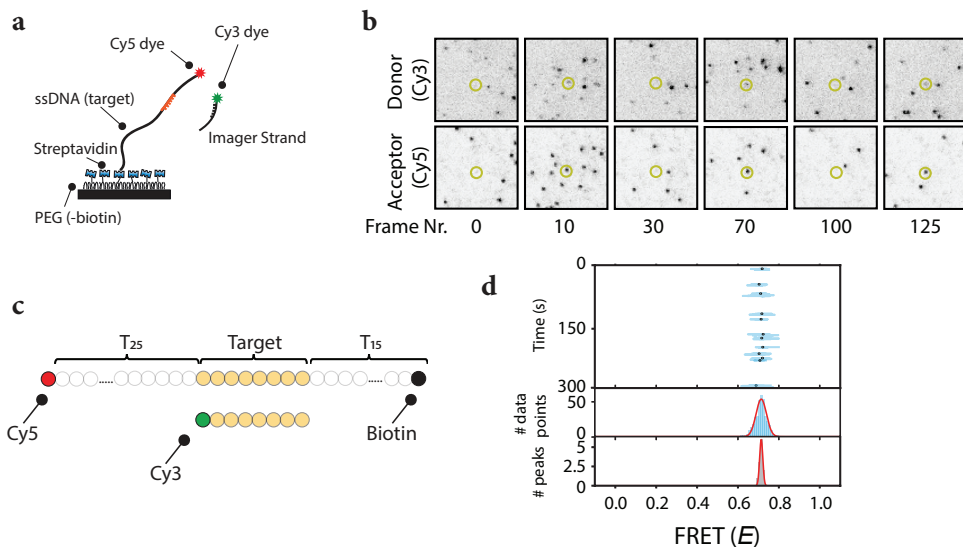 a
Cy5 dye
Cy3 dye
ssDNA (target)
Imager Strand
Streptavidin
PEG (-biotin)
b
Donor
(Cy3)
Acceptor
(Cy5)
Frame Nr. 0 10 30 70 100 125
c
T25 Target T15
Cy5
Cy3
Biotin
d
Time (s)
0
150
300
# data
points
50
0
# peaks
5.0
2.5
0
0.0 0.2 0.4 0.6 0.8 1.0
FRET (E)